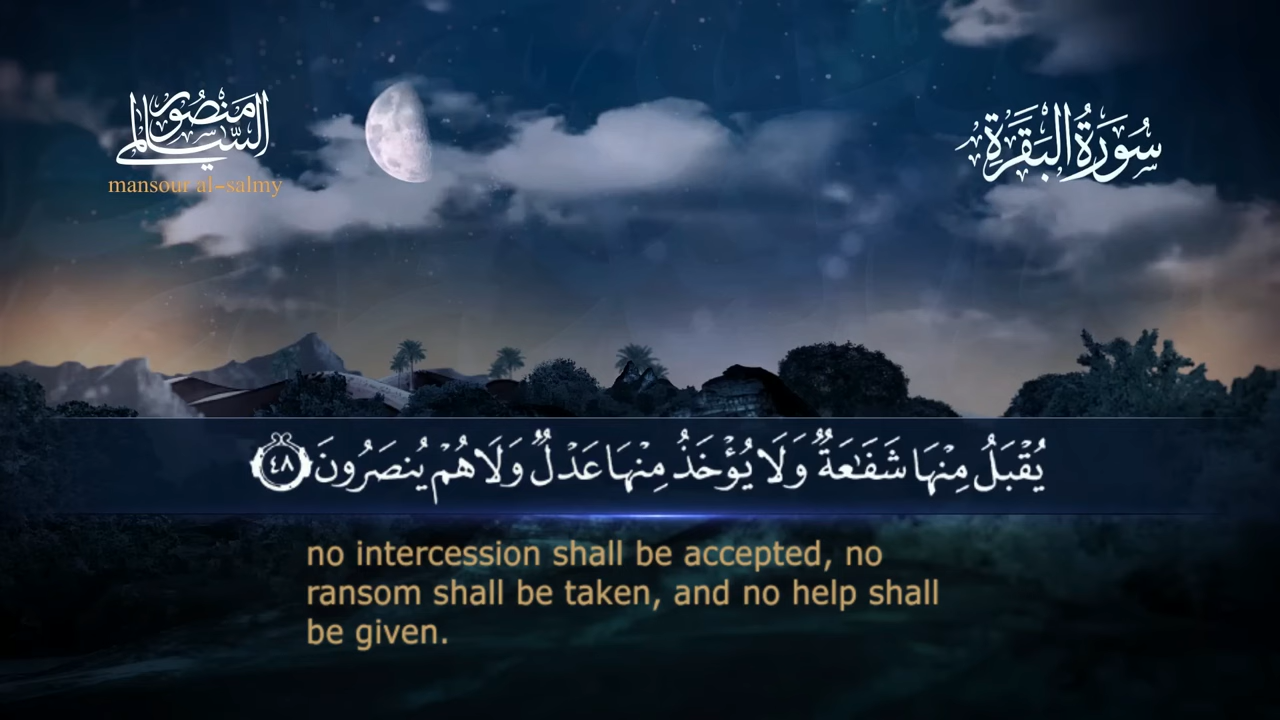 منصور السالمي
mansour al-salmy
سُورَةُ البَقَرَةِ
يُقْبَلُ مِنْهَا شَفَٰعَةٌ وَلَا يُؤْخَذُ مِنْهَا عَدْلٌ وَلَا هُمْ يُنصَرُونَ ٤٨
no intercession shall be accepted, no
ransom shall be taken, and no help shall
be given.